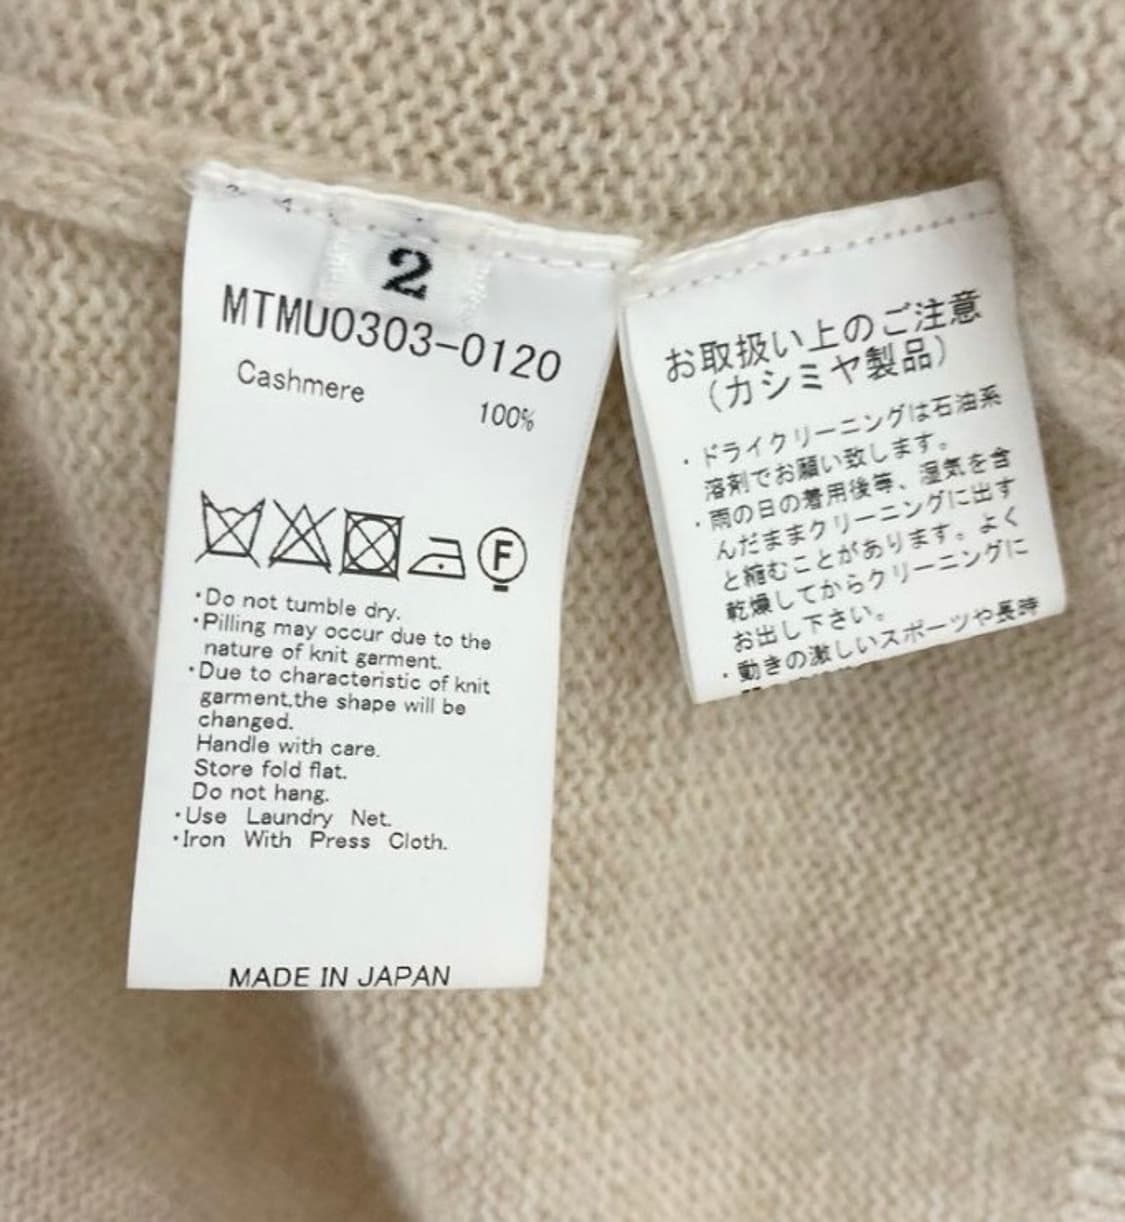 2
MTMU0303-0120
Cashmere
100%
F
・Do not tumble dry.
・Pilling may occur due to the
nature of knit garment.
・Due to characteristic of knit
garment,the shape will be
changed.
Handle with care.
Store fold flat.
Do not hang.
・Use Laundry Net.
・Iron With Press Cloth.
MADE IN JAPAN
お取扱い上のご注意
（カシミヤ製品）
・ドライクリーニングは石油系
溶剤でお願い致します。
・雨の日の着用後等、湿気を含
んだままクリーニングに出す
と縮むことがあります。よく
乾燥してからクリーニングに
お出し下さい。
・動きの激しいスポーツや長時